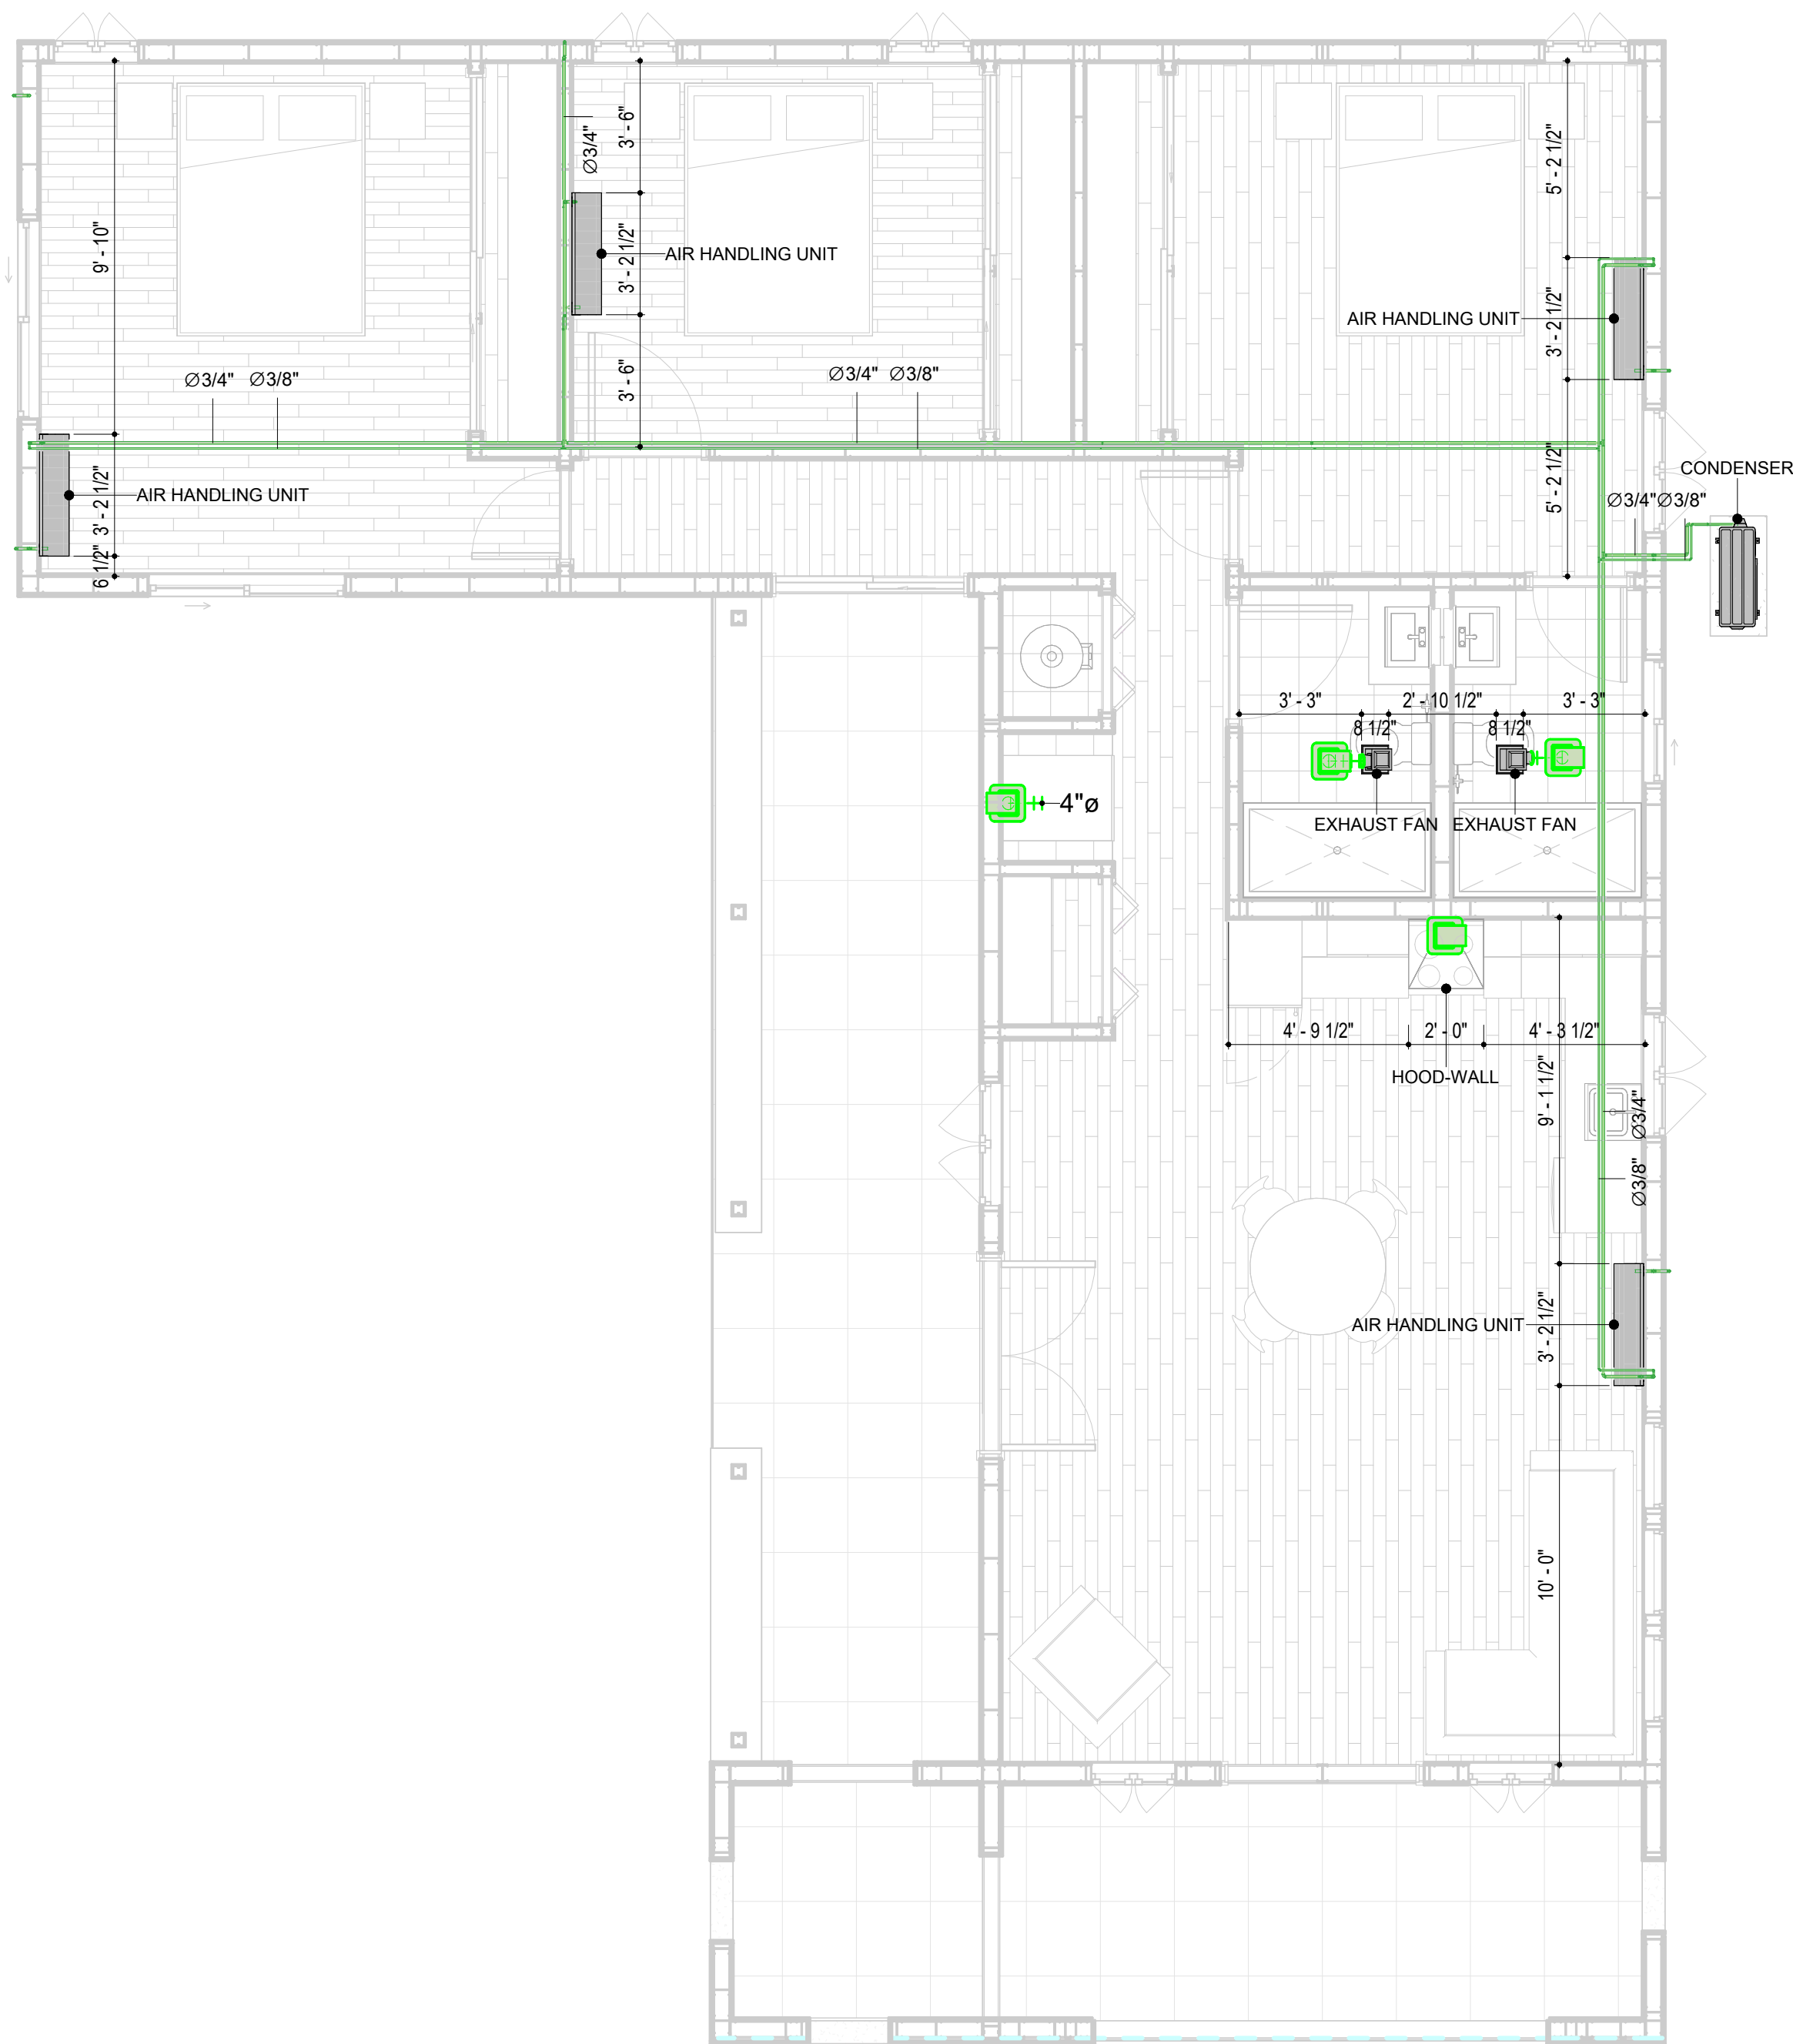 9' - 10"
Ø3/4"
3' - 6"
AIR HANDLING UNIT
3' - 2 1/2"
5' - 2 1/2"
AIR HANDLING UNIT
3' - 2 1/2"
3' - 6"
Ø3/4" Ø3/8"
Ø3/4" Ø3/8"
5' - 2 1/2"
CONDENSER
AIR HANDLING UNIT
3' - 2 1/2"
6 1/2"
Ø3/4" Ø3/8"
3' - 3"
2' - 10 1/2"
3' - 3"
8 1/2"
8 1/2"
4"ø
EXHAUST FAN
EXHAUST FAN
4' - 9 1/2"
2' - 0"
4' - 3 1/2"
HOOD-WALL
9' - 1 1/2"
Ø3/4"
Ø3/8"
AIR HANDLING UNIT
3' - 2 1/2"
10' - 0"